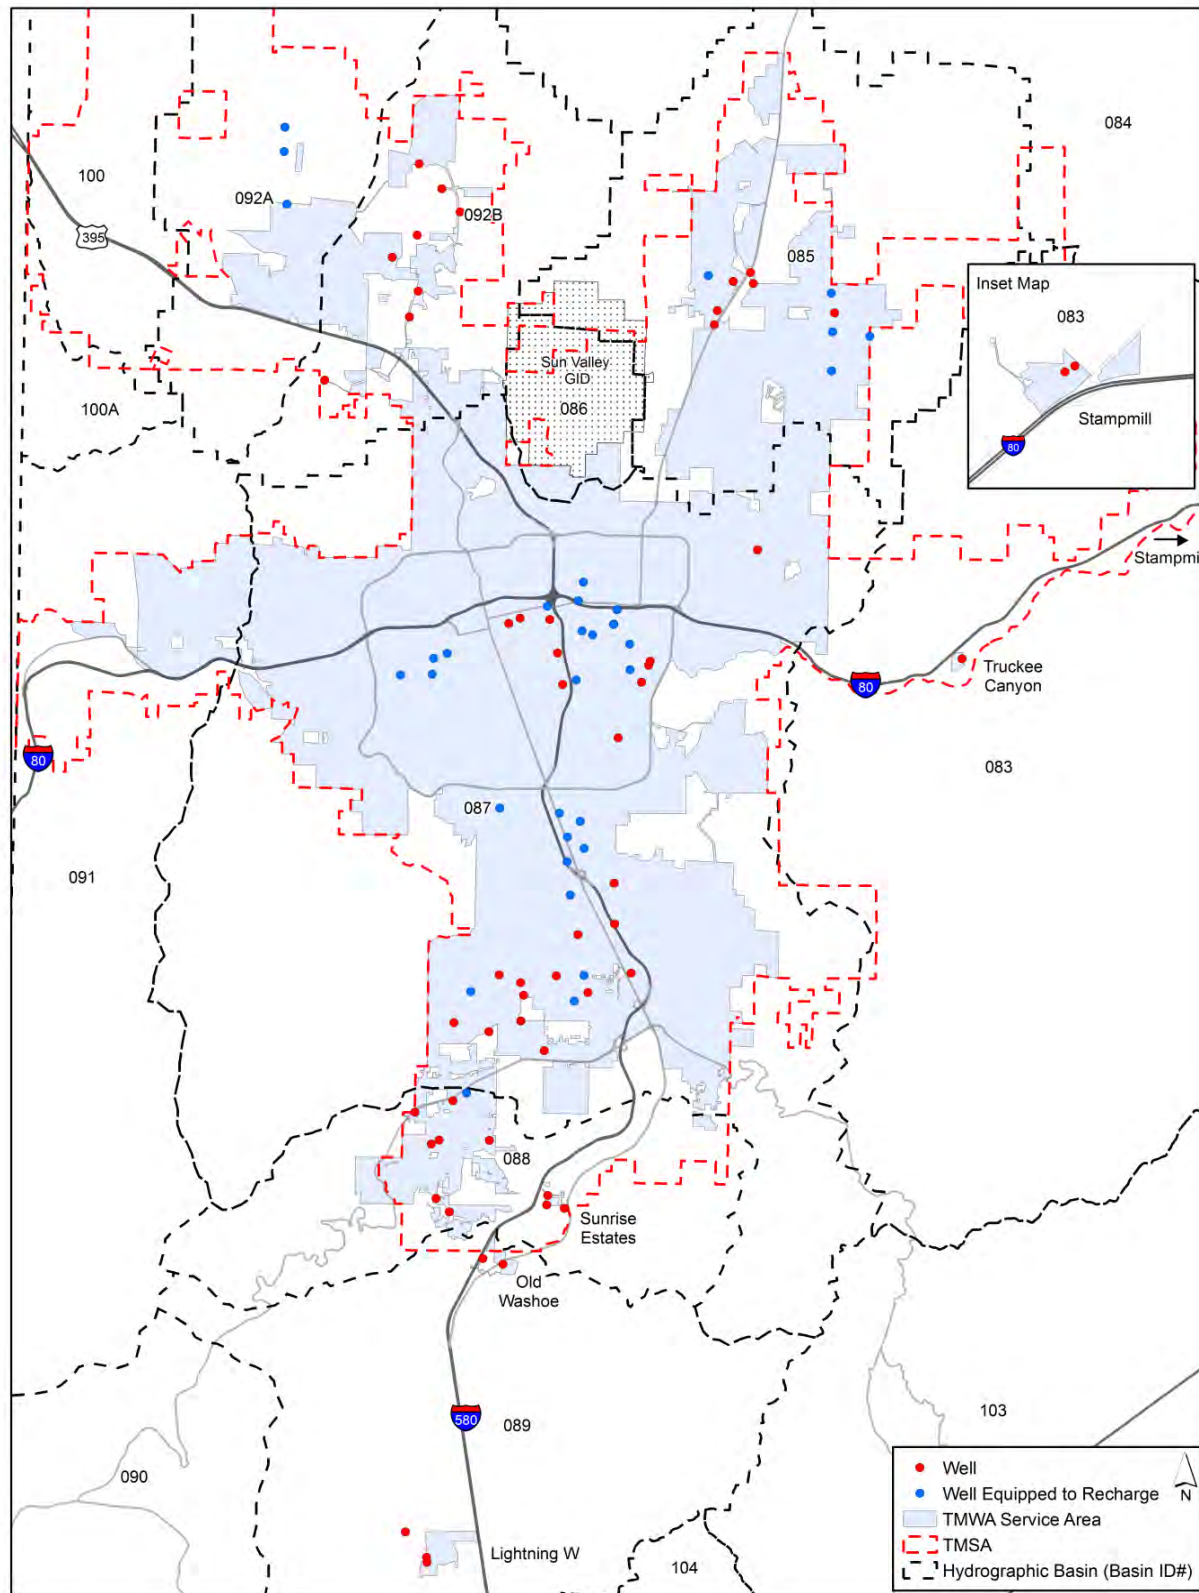 084
100
092A
092B
395
085
Inset Map
083
Stampmill
80
Sun Valley
GID
086
100A
Stampmi
Truckee
Canyon
80
80
083
087
091
088
Sunrise
Estates
Old
Washoe
580
089
103
090
Lightning W
104
Well
Well Equipped to Recharge
TMWA Service Area
TMSA
Hydrographic Basin (Basin ID#)
N